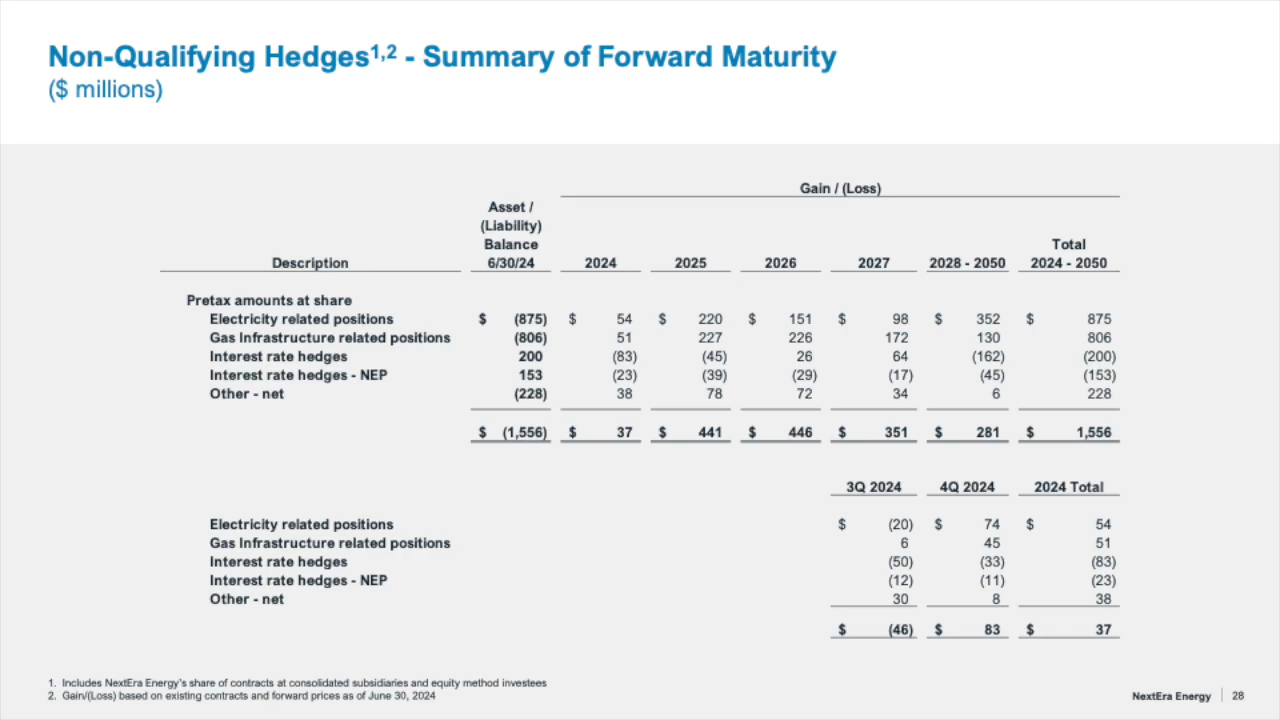 Non-Qualifying Hedges1,2 - Summary of Forward Maturity
($ millions)
Gain / (Loss)
Asset /
(Liability)
Balance Total
Description 6/30/24 2024 2025 2026 2027 2028 - 2050 2024 - 2050
Pretax amounts at share
Electricity related positions $ (875) $ 54 $ 220 $ 151 $ 98 $ 352 $ 875
Gas Infrastructure related positions (806) 51 227 226 172 130 806
Interest rate hedges 200 (83) (45) 26 64 (162) (200)
Interest rate hedges - NEP 153 (23) (39) (29) (17) (45) (153)
Other - net (228) 38 78 72 34 6 228
$ (1,556) $ 37 $ 441 $ 446 $ 351 $ 281 $ 1,556
3Q 2024 4Q 2024 2024 Total
Electricity related positions $ (20) $ 74 $ 54
Gas Infrastructure related positions 6 45 51
Interest rate hedges (50) (33) (83)
Interest rate hedges - NEP (12) (11) (23)
Other - net 30 8 38
$ (46) $ 83 $ 37
1. Includes NextEra Energy's share of contracts at consolidated subsidiaries and equity method investees
2. Gain/(Loss) based on existing contracts and forward prices as of June 30, 2024
NextEra Energy | 28